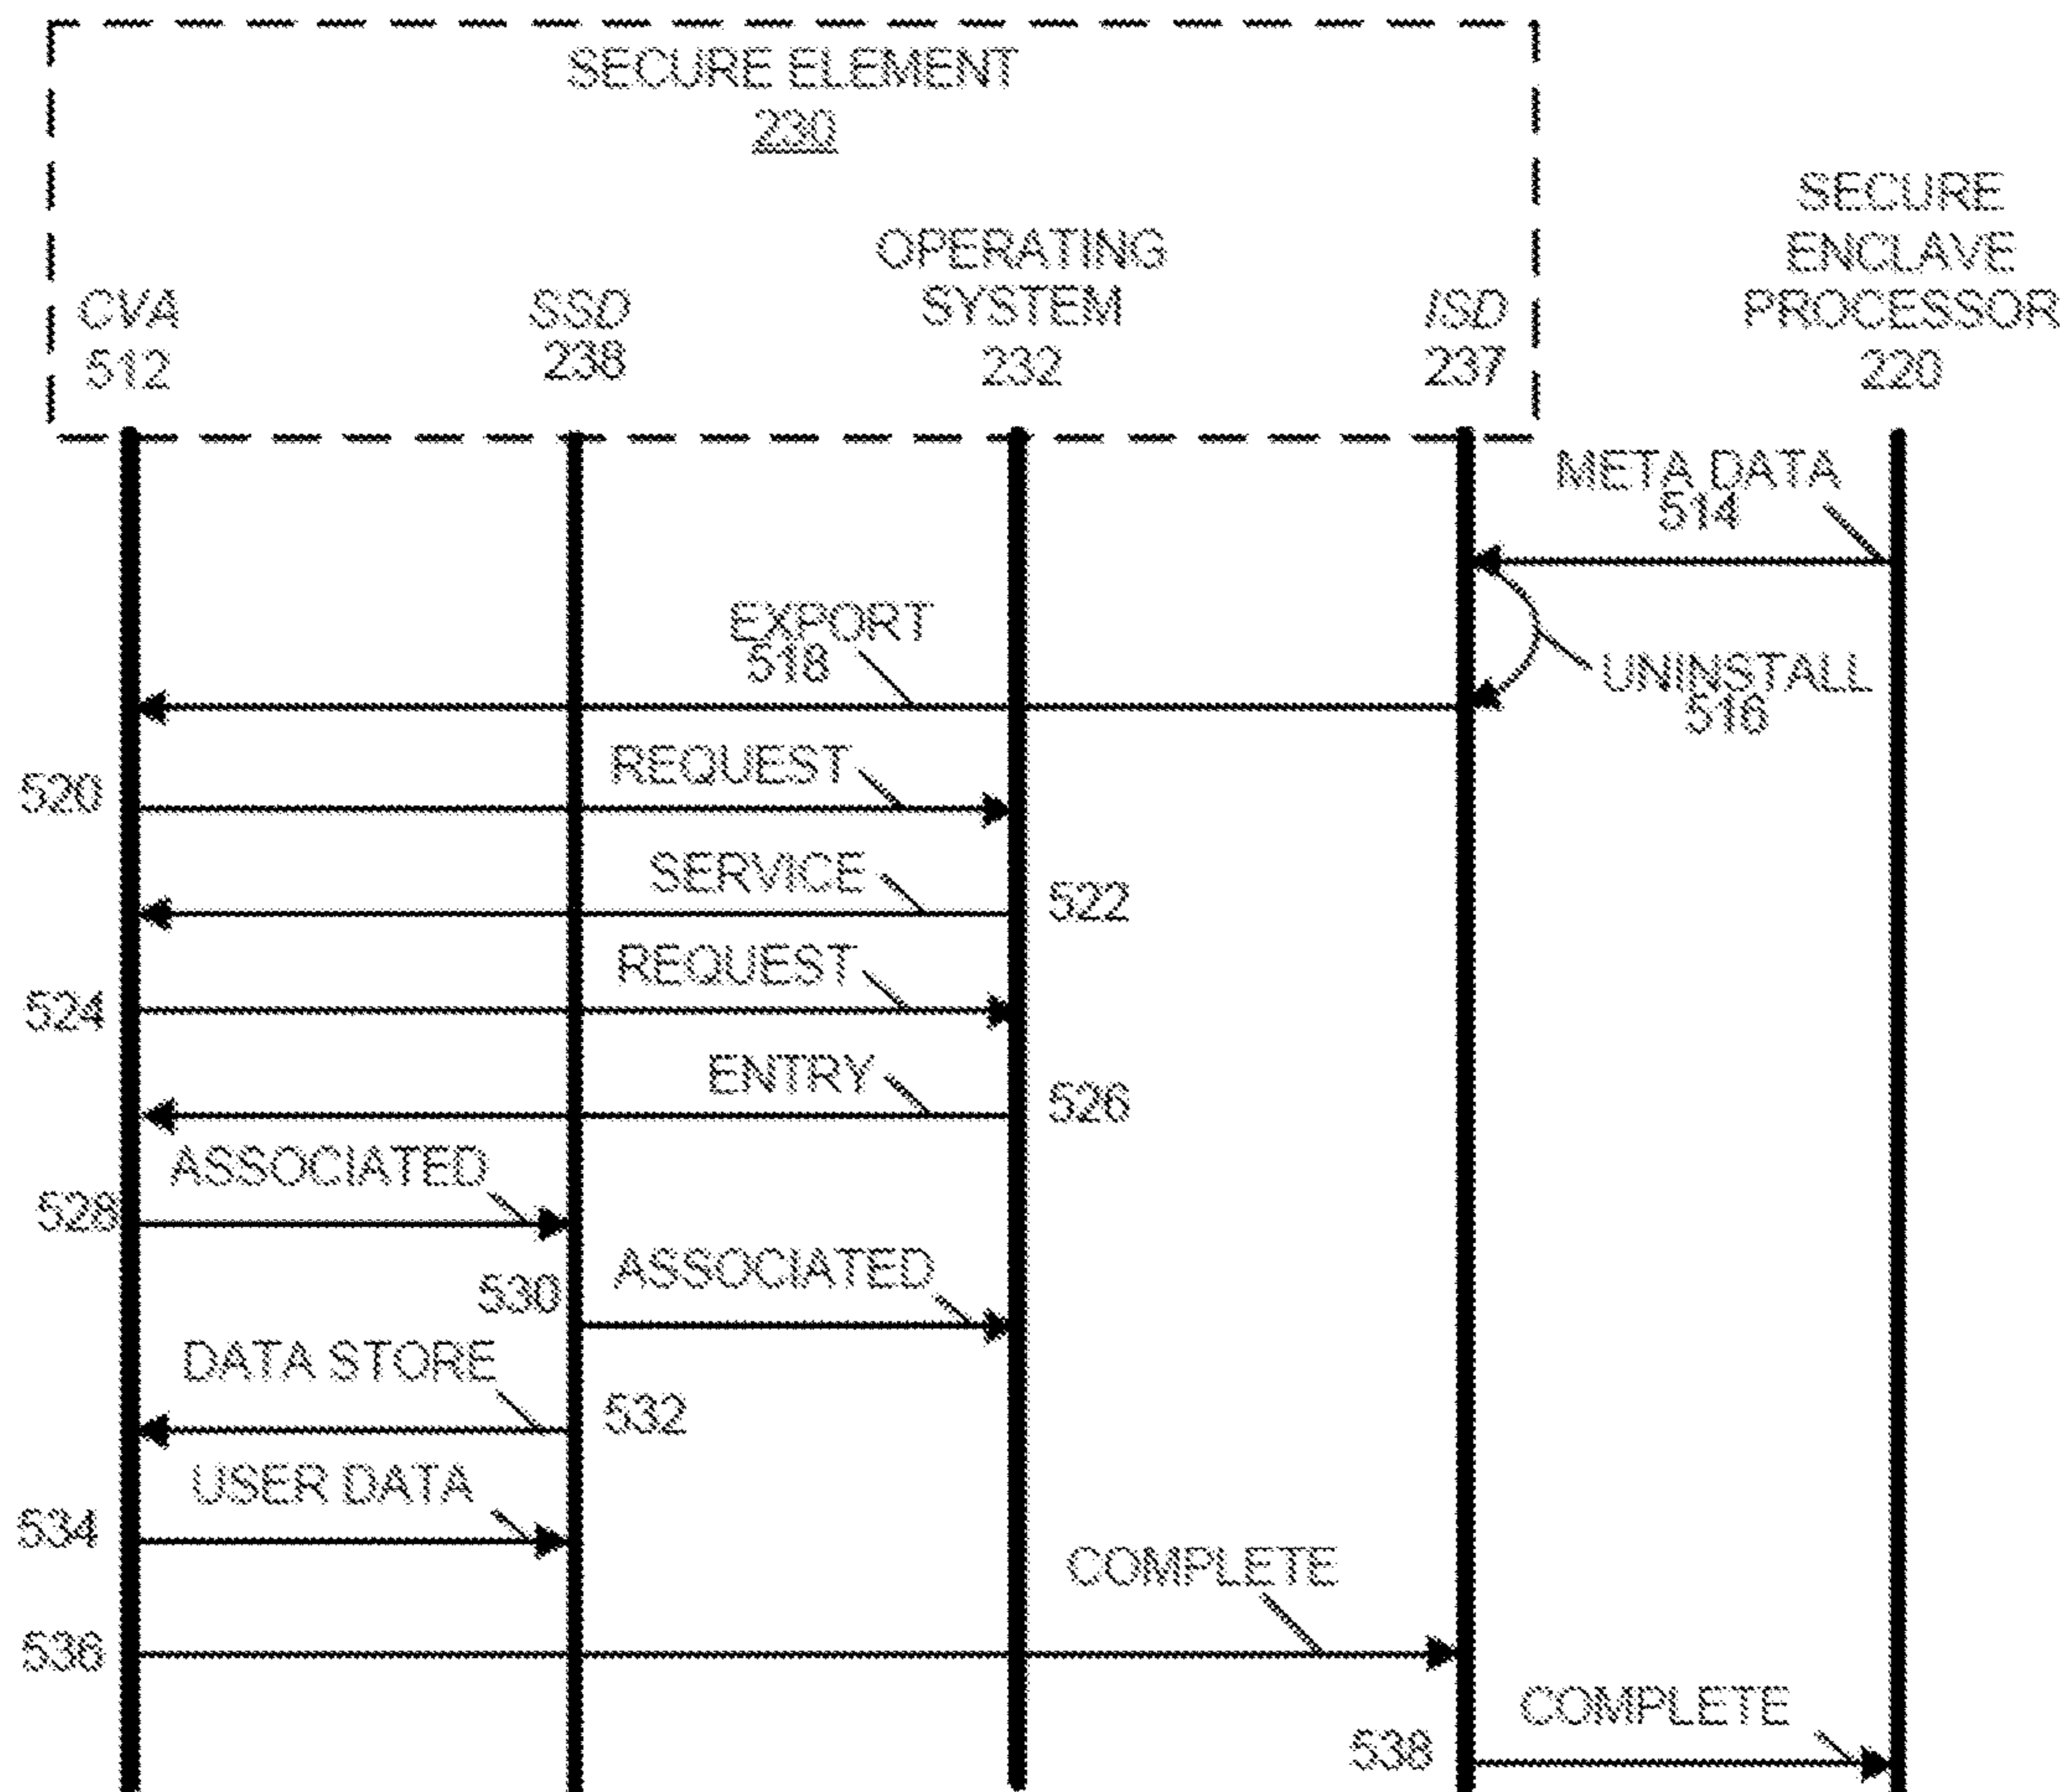 SECURE ELEMENT
230
SECURE
ENCLAVE
PROCESSOR
220
OPERATING
SYSTEM
232
CVA
512
SSD
238
ISD
237
META DATA
514
EXPORT
518
UNINSTALL
516
REQUEST
520
SERVICE
522
REQUEST
524
ENTRY
526
ASSOCIATED
528
ASSOCIATED
530
DATA STORE
532
USER DATA
534
COMPLETE
536
COMPLETE
538